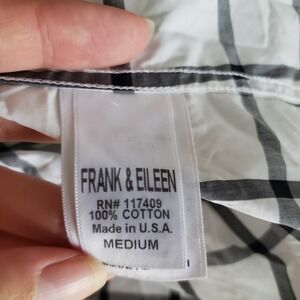 FRANK & EILEEN
RN# 117409
100% COTTON
Made in U.S.A.
MEDIUM